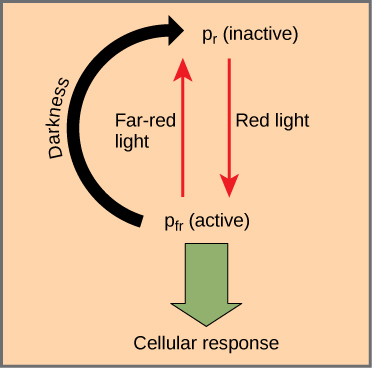 pr (inactive)
Darkness
Far-red
light
Red light
pfr (active)
Cellular response